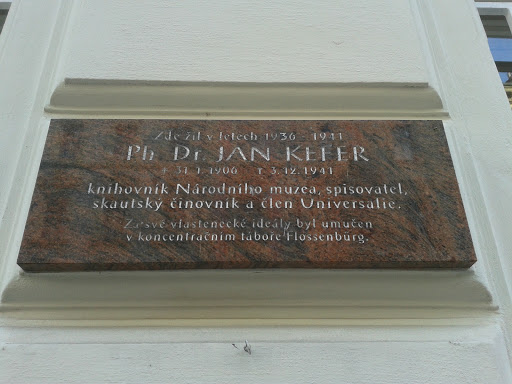 Zde žil v letech 1936 - 1941
Ph Dr JAN KEFER
* 31.1.1906 † 3.12.1941
knihovník Národního muzea, spisovatel,
skautský činovník a člen Universalie.
Za své vlastenecké ideály byl umučen
v koncentračním táboře Flossenbürg.